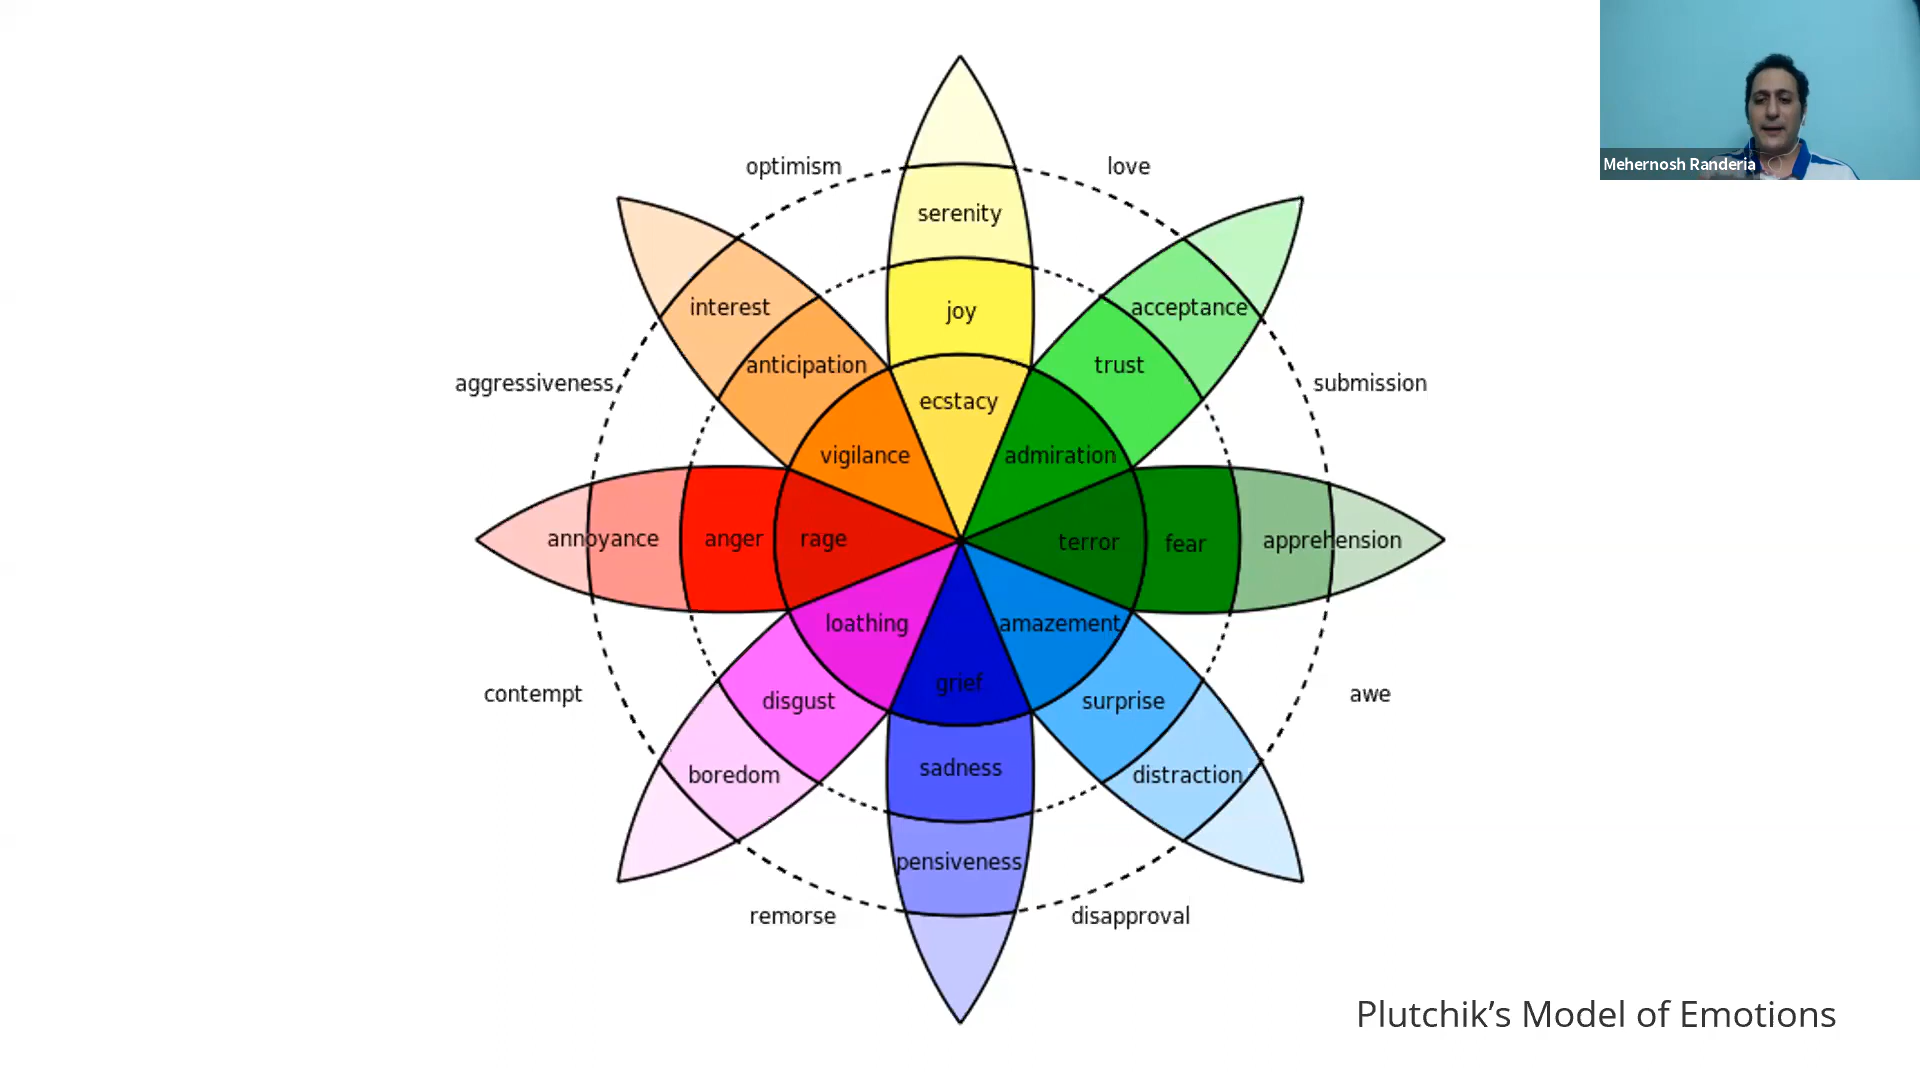 Mehernosh Randeria
optimism
love
serenity
interest
joy
acceptance
anticipation
trust
aggressiveness
submission
ecstacy
vigilance
admiration
annoyance
anger
rage
terror
fear
apprehension
loathing
amazement
grief
contempt
awe
disgust
surprise
sadness
boredom
distraction
pensiveness
remorse
disapproval
Plutchik’s Model of Emotions